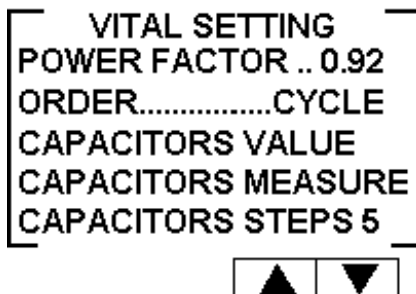 VITAL SETTING
POWER FACTOR .. 0.92
ORDER...............CYCLE
CAPACITORS VALUE
CAPACITORS MEASURE
CAPACITORS STEPS 5